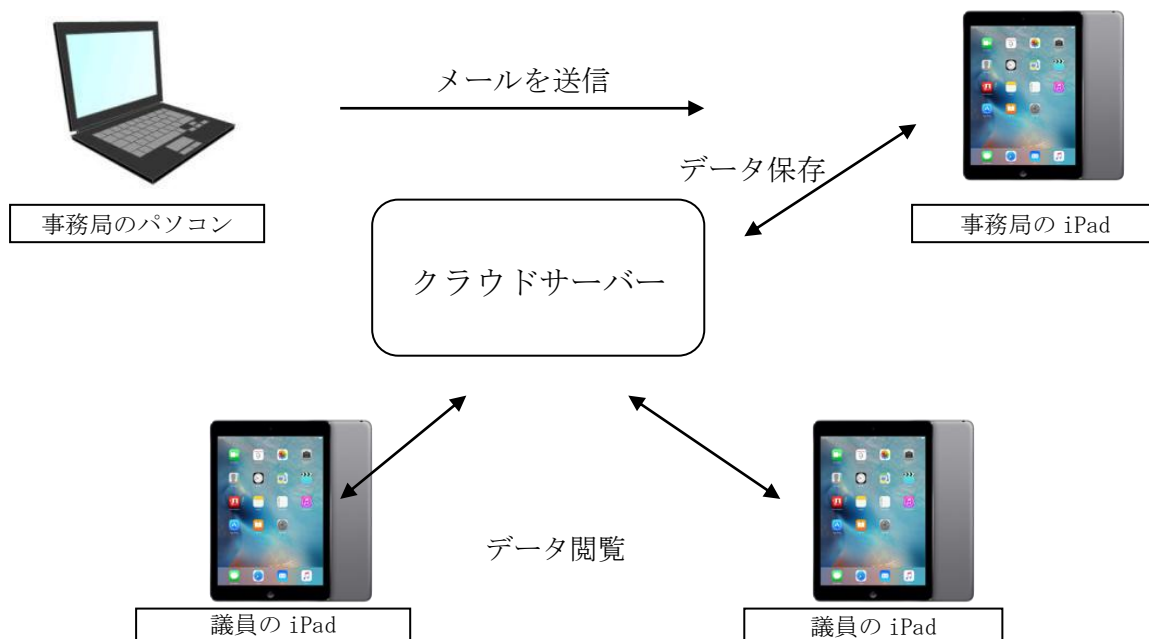 メールを送信
データ保存
事務局のパソコン
事務局の iPad
クラウドサーバー
データ閲覧
議員の iPad
議員の iPad